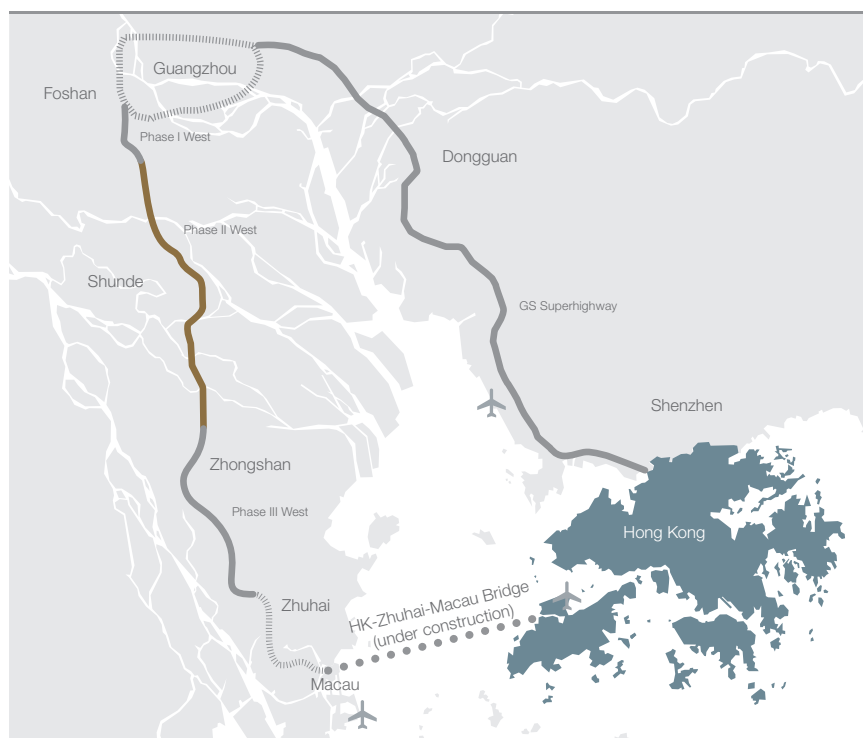 Guangzhou
Foshan
Phase I West
Dongguan
Phase II West
Shunde
GS Superhighway
Shenzhen
Zhongshan
Phase III West
Hong Kong
HK-Zhuhai-Macau Bridge
(under construction)
Zhuhai
Macau